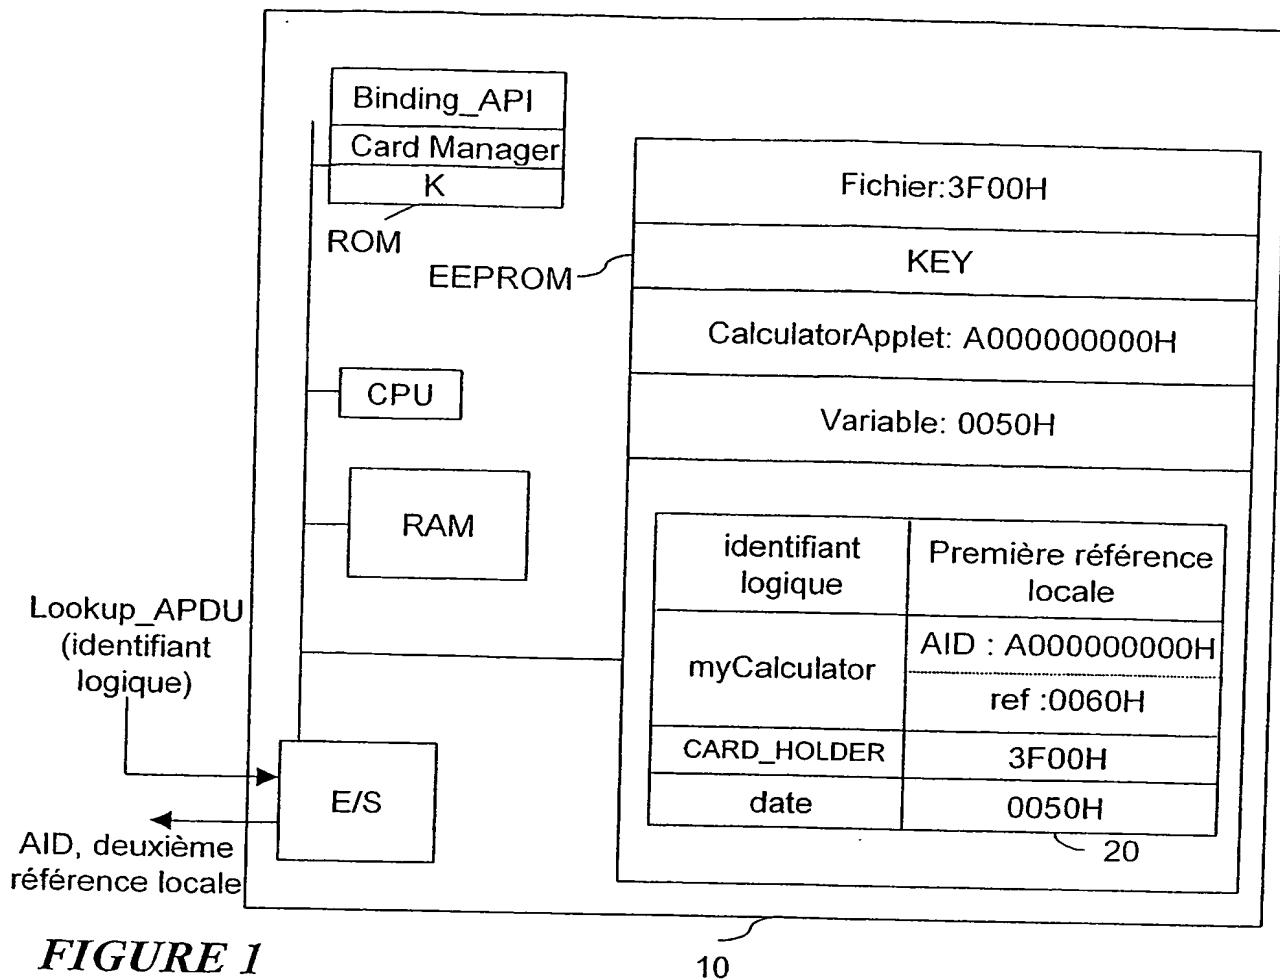 Binding_API
Card Manager
K
ROM
EEPROM
Fichier:3F00H
KEY
CalculatorApplet: A000000000H
Variable: 0050H
CPU
RAM
identifiant
logique
Première référence
locale
myCalculator
AID : A000000000H
ref :0060H
CARD_HOLDER
3F00H
date
0050H
20
Lookup_APDU
(identifiant
logique)
E/S
AID, deuxième
référence locale
FIGURE 1
10